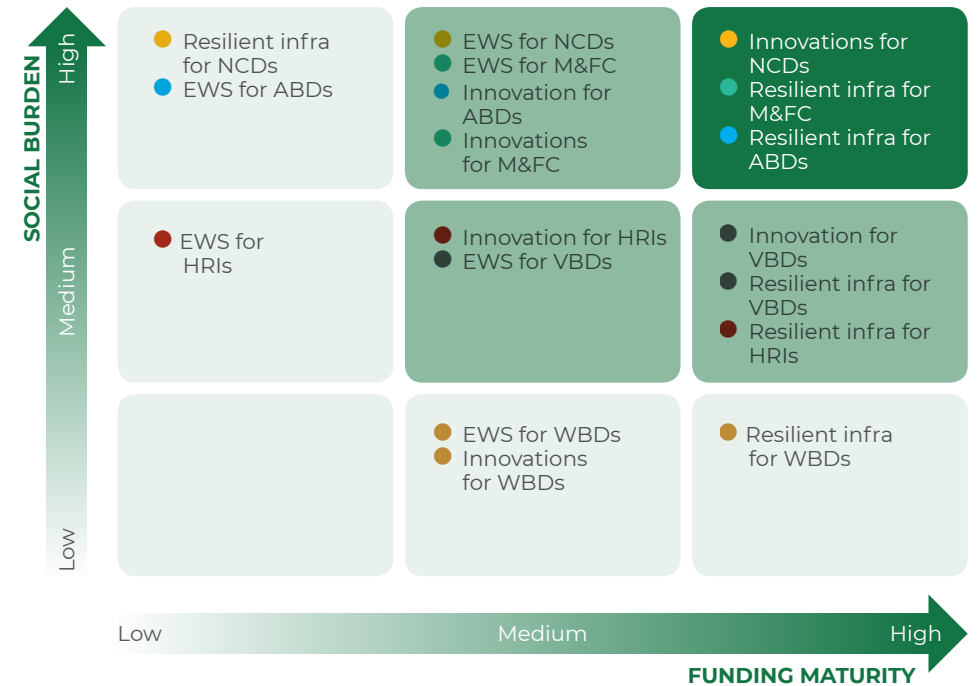 SOCIAL BURDEN
High
Medium
Low
Resilient infra
for NCDs
EWS for ABDs
EWS for NCDs
EWS for M&FC
Innovation for
ABDs
Innovations
for M&FC
Innovations for
NCDs
Resilient infra for
M&FC
Resilient infra for
ABDs
EWS for
HRIs
Innovation for HRIs
EWS for VBDs
Innovation for
VBDs
Resilient infra for
VBDs
Resilient infra for
HRIs
EWS for WBDs
Innovations
for WBDs
Resilient infra
for WBDs
Low
Medium
High
FUNDING MATURITY